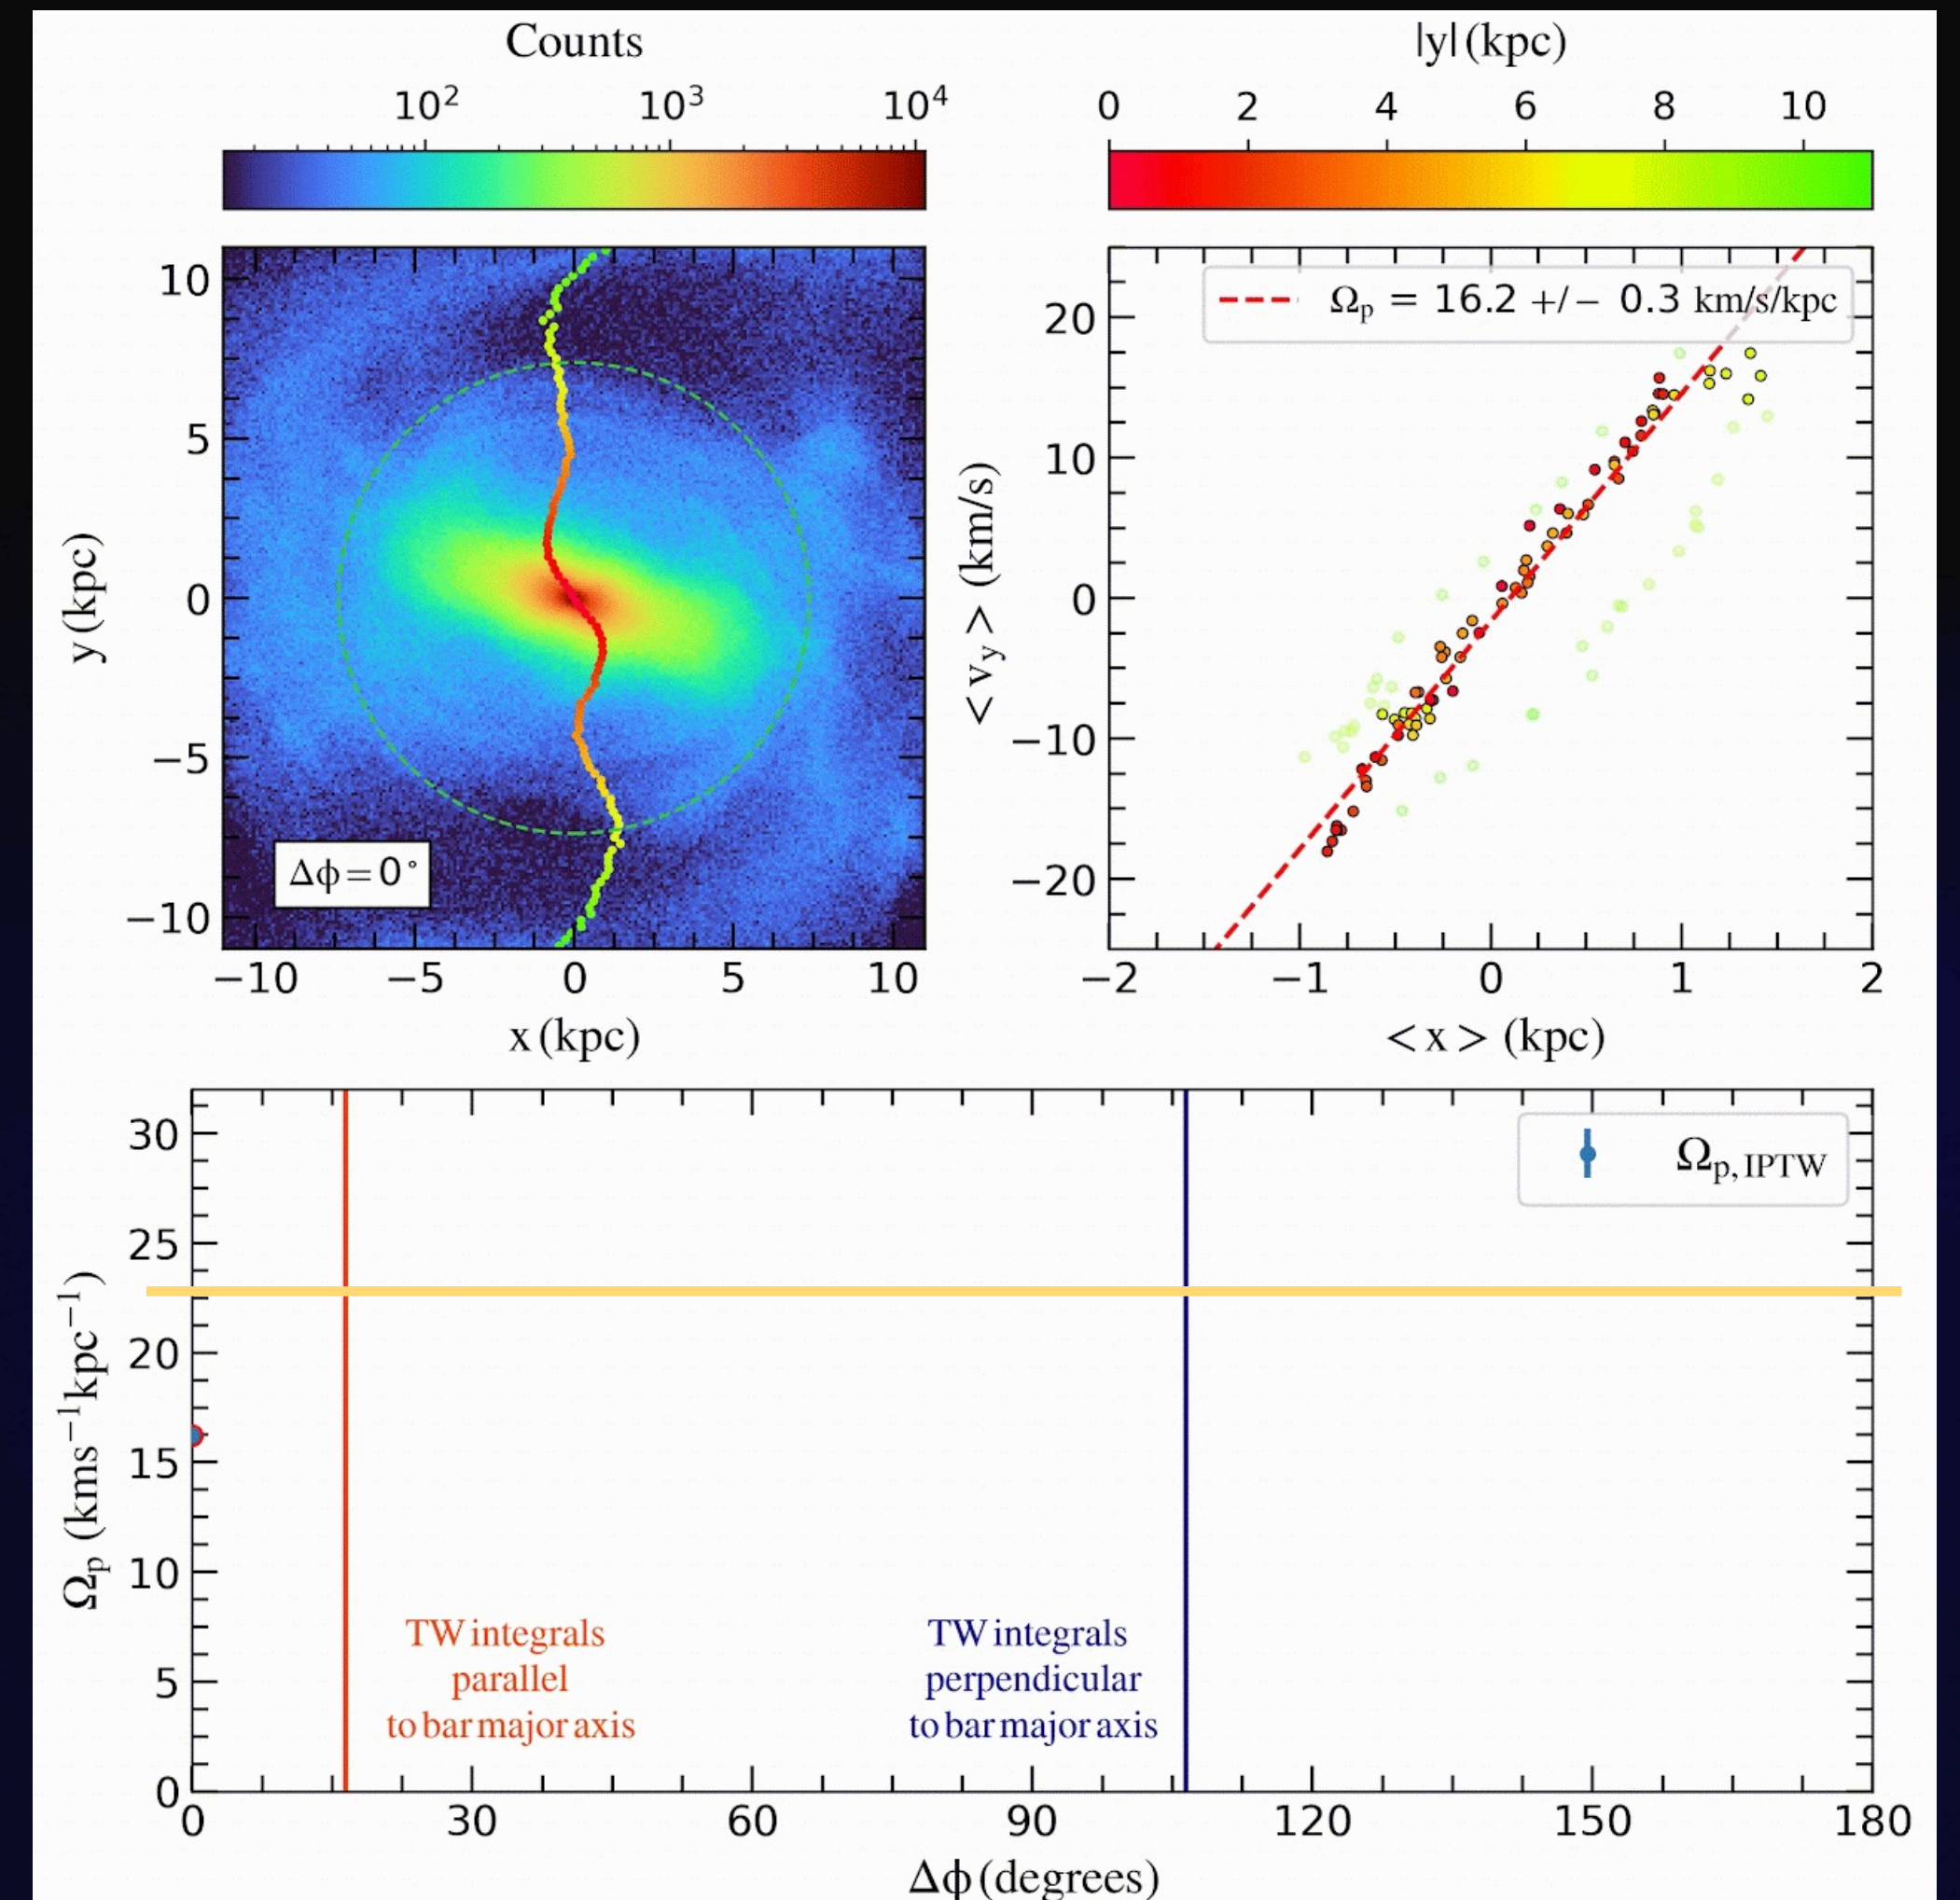 Counts
10² 10³ 10⁴
|y| (kpc)
0 2 4 6 8 10
10
5
0
−5
−10
y (kpc)
Δϕ = 0°
−10 −5 0 5 10
x (kpc)
Ωp = 16.2 +/− 0.3 km/s/kpc
20
10
0
−10
−20
< vy > (km/s)
−2 −1 0 1 2
< x > (kpc)
30
25
20
15
10
5
0
Ωp (kms⁻¹kpc⁻¹)
Ωp, IPTW
TW integrals
parallel
to bar major axis
TW integrals
perpendicular
to bar major axis
0 30 60 90 120 150 180
Δϕ (degrees)